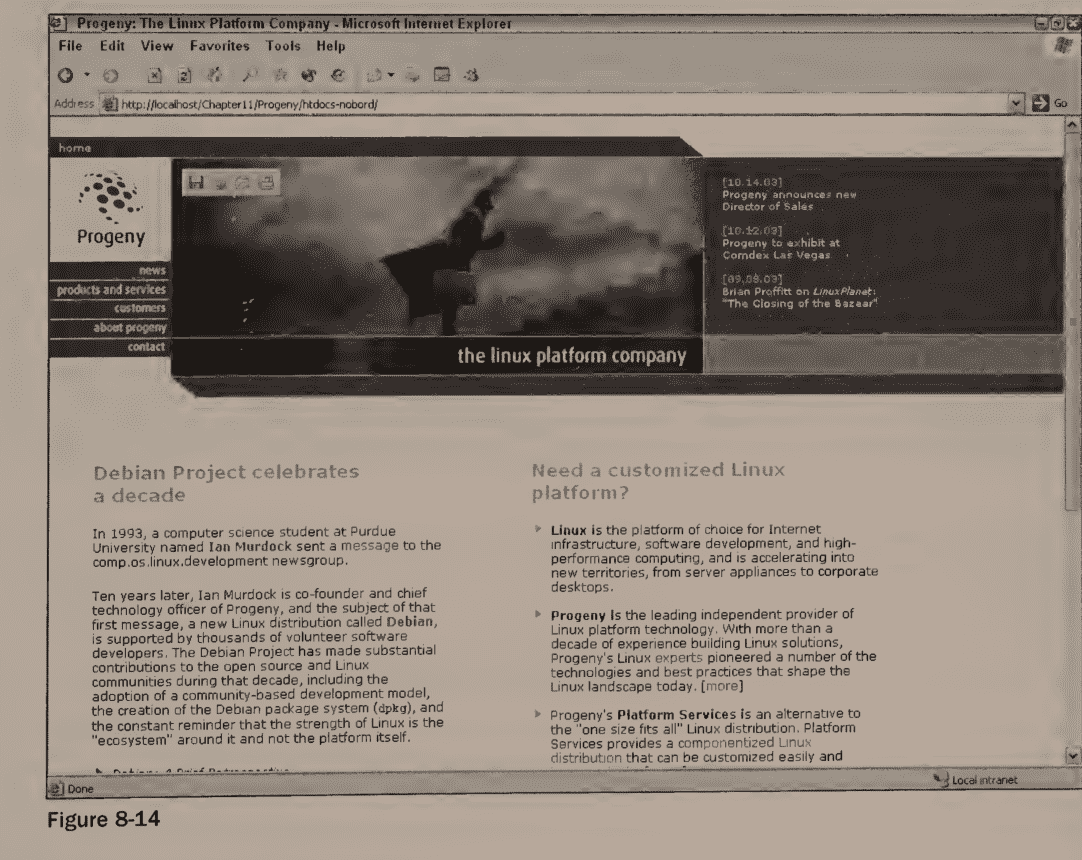 Progeny: The Linux Platform Company - Microsoft Internet Explorer
File Edit View Favorites Tools Help
Address http://localhost/Chapter11/Progeny/htdocs-nobord/ Go
home
Progeny
news
products and services
customers
about progeny
contact
the linux platform company
[10.14.03]
Progeny announces new
Director of Sales
[10.12.03]
Progeny to exhibit at
Comdex Las Vegas
[09.08.03]
Brian Proffitt on LinuxPlanet:
"The Closing of the Bazaar"
Debian Project celebrates
a decade
In 1993, a computer science student at Purdue
University named Ian Murdock sent a message to the
comp.os.linux.development newsgroup.
Ten years later, Ian Murdock is co-founder and chief
technology officer of Progeny, and the subject of that
first message, a new Linux distribution called Debian,
is supported by thousands of volunteer software
developers. The Debian Project has made substantial
contributions to the open source and Linux
communities during that decade, including the
adoption of a community-based development model,
the creation of the Debian package system (dpkg), and
the constant reminder that the strength of Linux is the
"ecosystem" around it and not the platform itself.
Need a customized Linux
platform?
Linux is the platform of choice for Internet
infrastructure, software development, and high-
performance computing, and is accelerating into
new territories, from server appliances to corporate
desktops.
Progeny is the leading independent provider of
Linux platform technology. With more than a
decade of experience building Linux solutions,
Progeny's Linux experts pioneered a number of the
technologies and best practices that shape the
Linux landscape today. [more]
Progeny's Platform Services is an alternative to
the "one size fits all" Linux distribution. Platform
Services provides a componentized Linux
distribution that can be customized easily and
Done
Local intranet
Figure 8-14